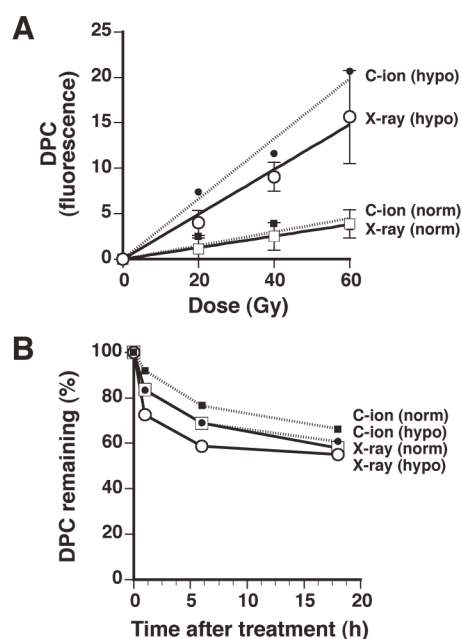 A
25
20
15
10
5
0
DPC
(fluorescence)
C-ion (hypo)
X-ray (hypo)
C-ion (norm)
X-ray (norm)
0 20 40 60
Dose (Gy)
B
100
80
60
40
20
0
DPC remaining (%)
C-ion (norm)
C-ion (hypo)
X-ray (norm)
X-ray (hypo)
0 5 10 15 20
Time after treatment (h)